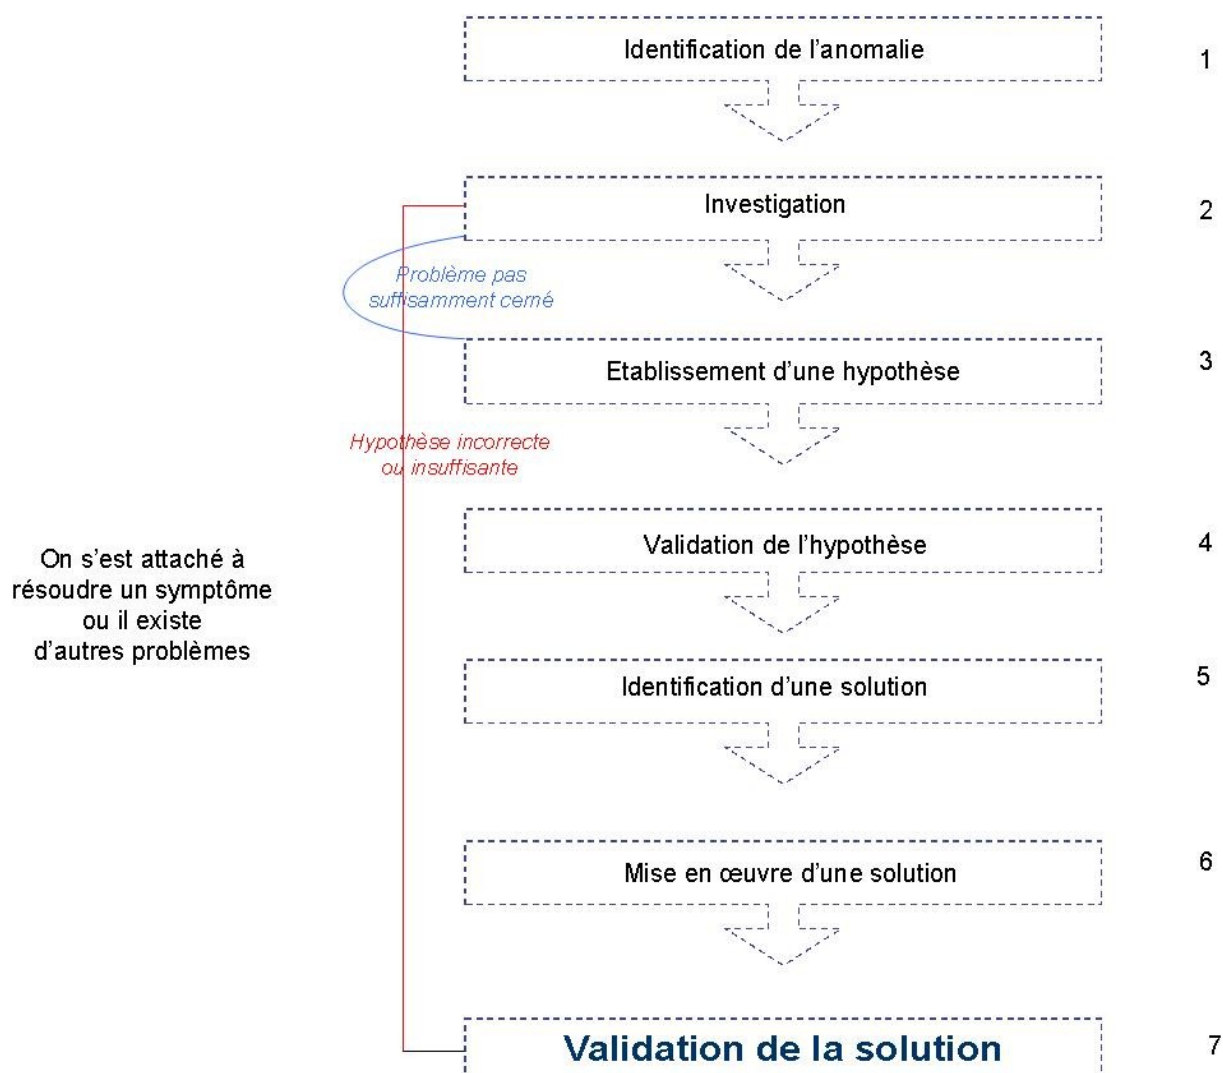 Identification de l'anomalie
1
Investigation
2
Problème pas
suffisamment cerné
Etablissement d'une hypothèse
3
Hypothèse incorrecte
ou insuffisante
Validation de l'hypothèse
4
On s'est attaché à
résoudre un symptôme
ou il existe
d'autres problèmes
Identification d'une solution
5
Mise en œuvre d'une solution
6
Validation de la solution
7